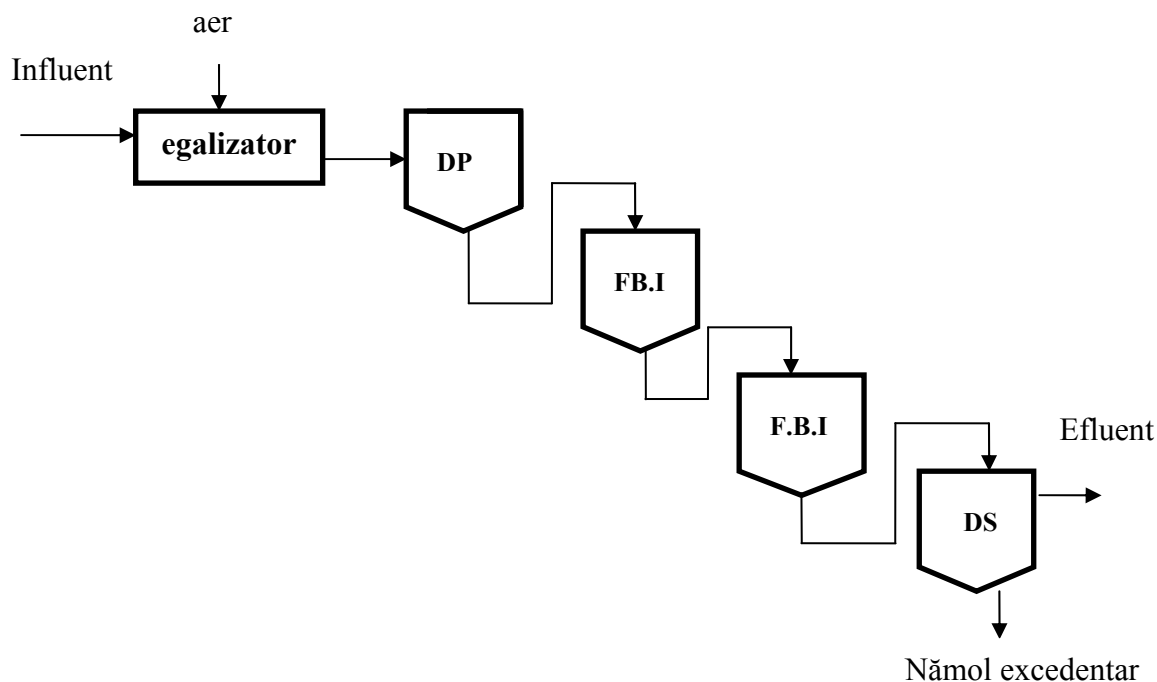 aer
Influent
egalizator
DP
FB.I
F.B.I
Efluent
DS
Nămol excedentar